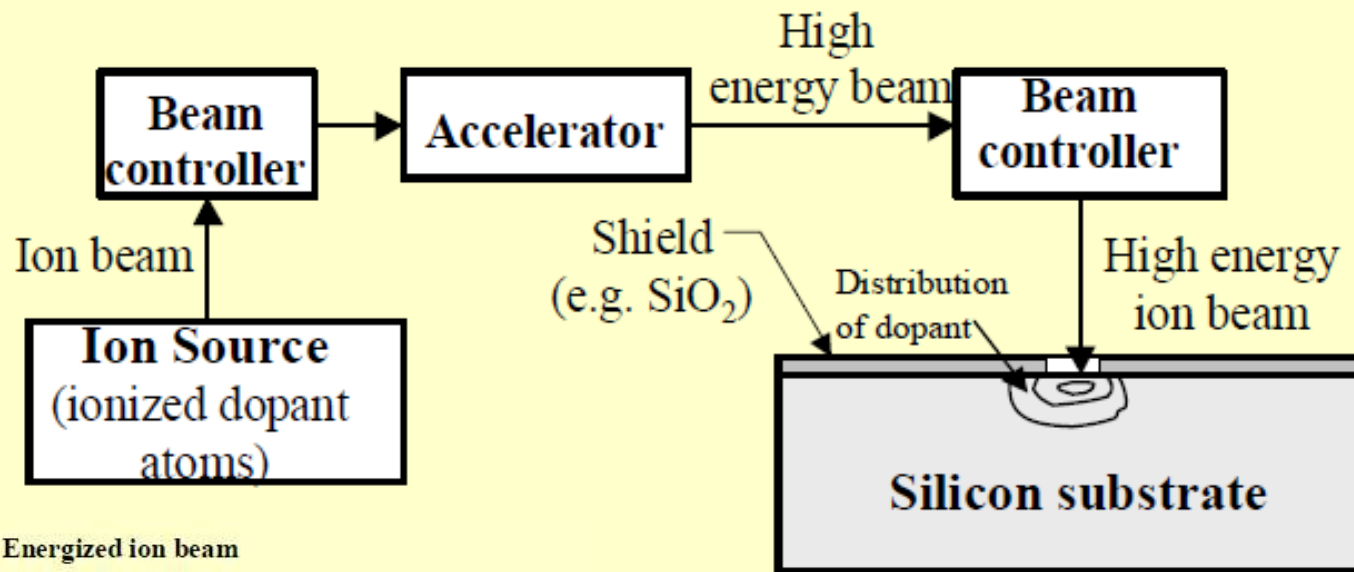 High
energy beam
Beam
controller
Accelerator
Beam
controller
Ion beam
Shield
(e.g. SiO₂)
Distribution
of dopant
High energy
ion beam
Ion Source
(ionized dopant
atoms)
Silicon substrate
Energized ion beam